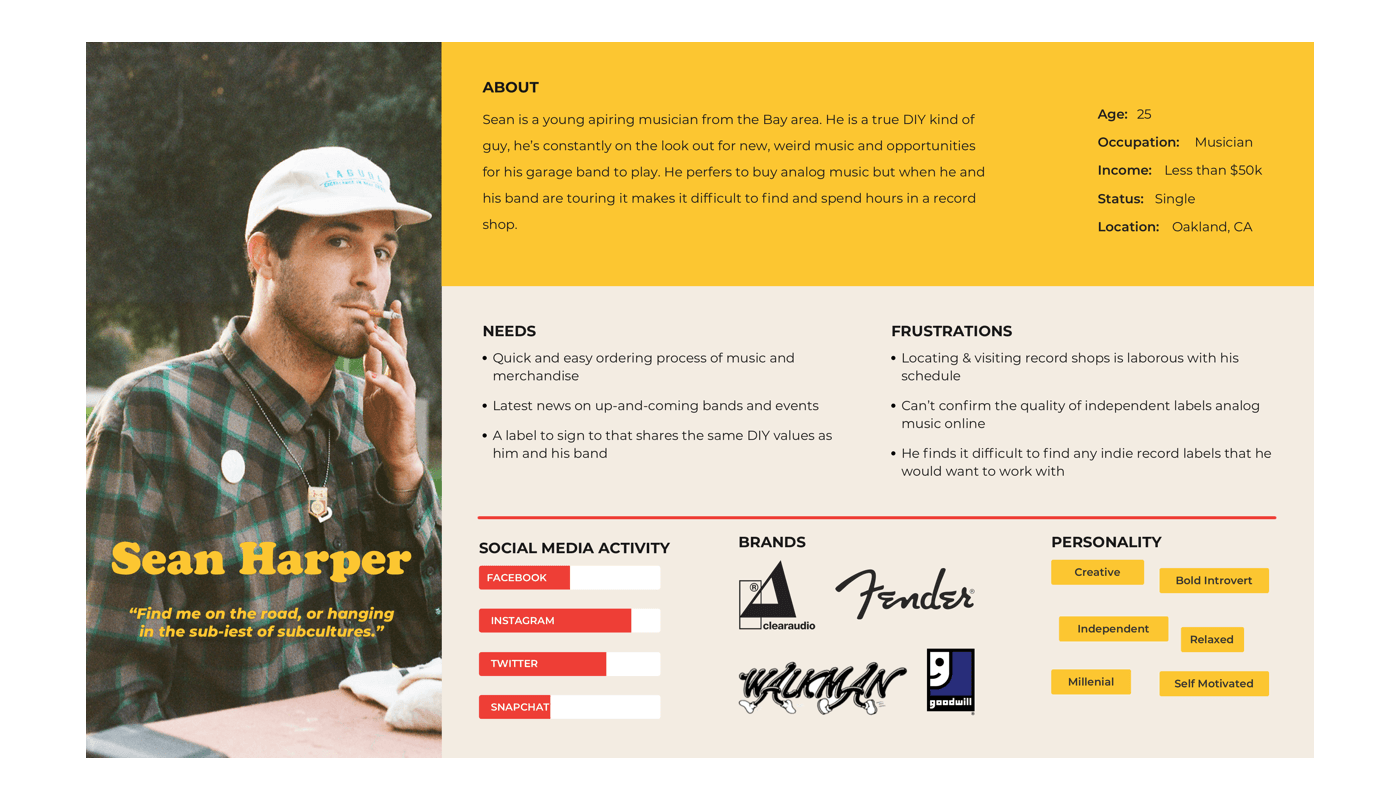 ABOUT
Sean is a young apiring musician from the Bay area. He is a true DIY kind of
guy, he’s constantly on the look out for new, weird music and opportunities
for his garage band to play. He perfers to buy analog music but when he and
his band are touring it makes it difficult to find and spend hours in a record
shop.
Age: 25
Occupation: Musician
Income: Less than $50k
Status: Single
Location: Oakland, CA
LAGUNA
Sean Harper
“Find me on the road, or hanging
in the sub-iest of subcultures.”
NEEDS
• Quick and easy ordering process of music and
merchandise
• Latest news on up-and-coming bands and events
• A label to sign to that shares the same DIY values as
him and his band
FRUSTRATIONS
• Locating & visiting record shops is laborous with his
schedule
• Can’t confirm the quality of independent labels analog
music online
• He finds it difficult to find any indie record labels that he
would want to work with
SOCIAL MEDIA ACTIVITY
FACEBOOK
INSTAGRAM
TWITTER
SNAPCHAT
BRANDS
®
clearaudio
Fender®
WALKMAN
goodwill
PERSONALITY
Creative
Bold Introvert
Independent
Relaxed
Millenial
Self Motivated